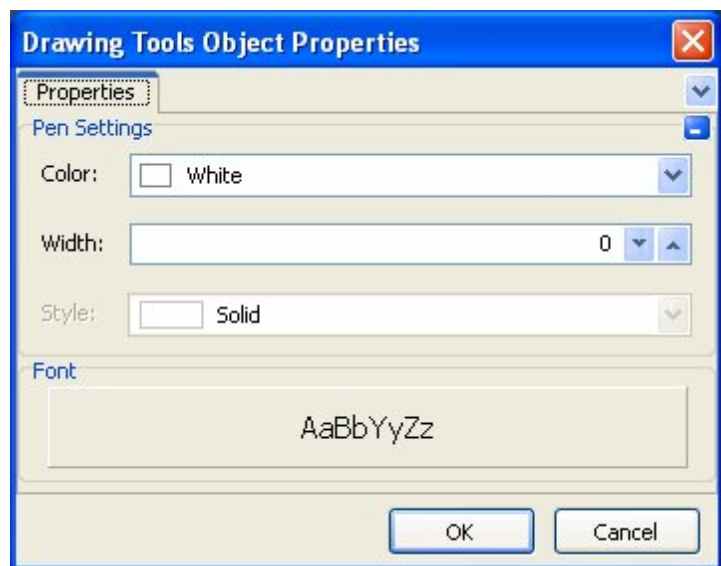 Drawing Tools Object Properties
Properties
Pen Settings
Color: White
Width: 0
Style: Solid
Font
AaBbYyZz
OK Cancel